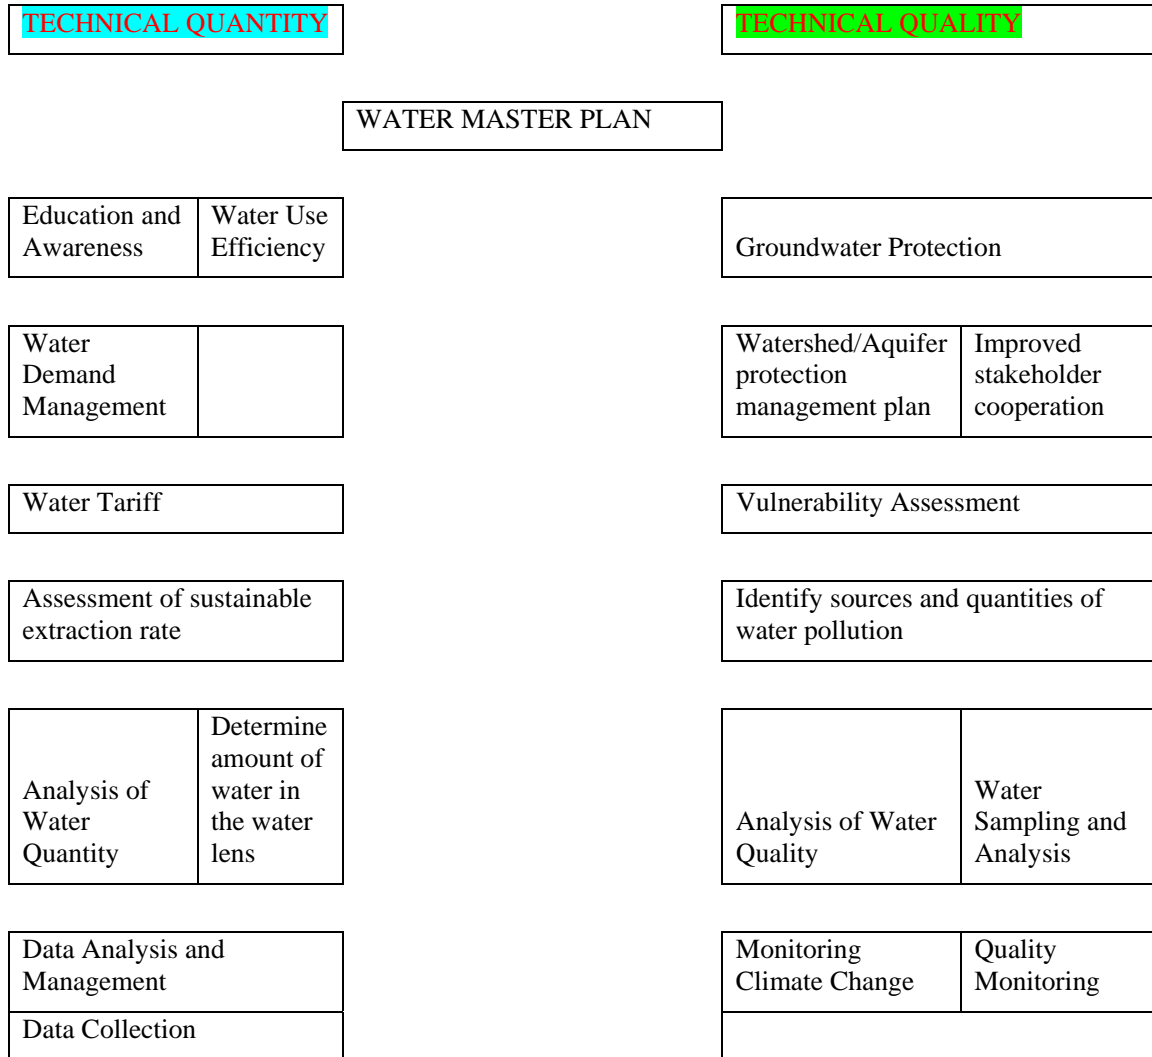 TECHNICAL QUANTITY
TECHNICAL QUALITY
WATER MASTER PLAN
Education and
Awareness
Water Use
Efficiency
Groundwater Protection
Water
Demand
Management
Watershed/Aquifer
protection
management plan
Improved
stakeholder
cooperation
Water Tariff
Vulnerability Assessment
Assessment of sustainable
extraction rate
Identify sources and quantities of
water pollution
Analysis of
Water
Quantity
Determine
amount of
water in
the water
lens
Analysis of Water
Quality
Water
Sampling and
Analysis
Data Analysis and
Management
Monitoring
Climate Change
Quality
Monitoring
Data Collection